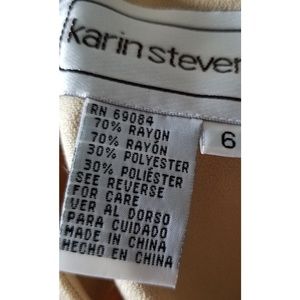 karin steven
RN 69084
70% RAYON
70% RAYÓN
30% POLYESTER
30% POLIÉSTER
SEE REVERSE
FOR CARE
VER AL DORSO
PARA CUIDADO
MADE IN CHINA
HECHO EN CHINA
6